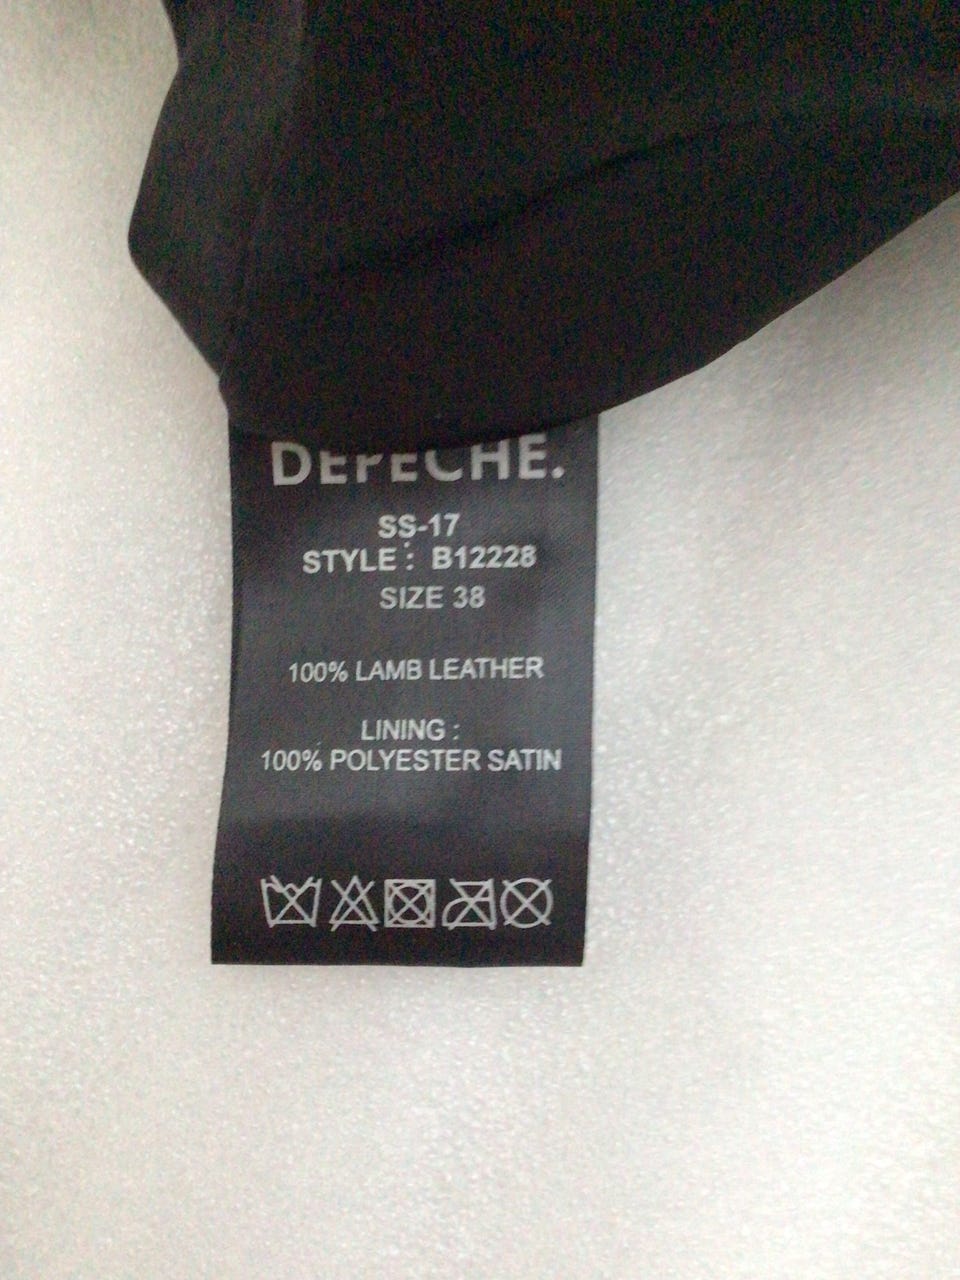 DEPECHE.
SS-17
STYLE : B12228
SIZE 38
100% LAMB LEATHER
LINING :
100% POLYESTER SATIN